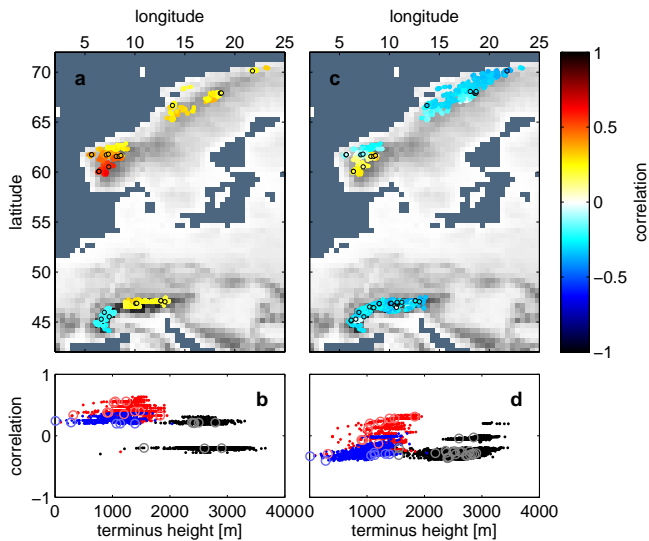 longitude longitude
5 10 15 20 25 5 10 15 20 25
a c
70
65
60
55
50
45
latitude
1
0.5
0
−0.5
−1
correlation
b d
1
0
−1
correlation
0 1000 2000 3000 4000 0 1000 2000 3000 4000
terminus height [m] terminus height [m]